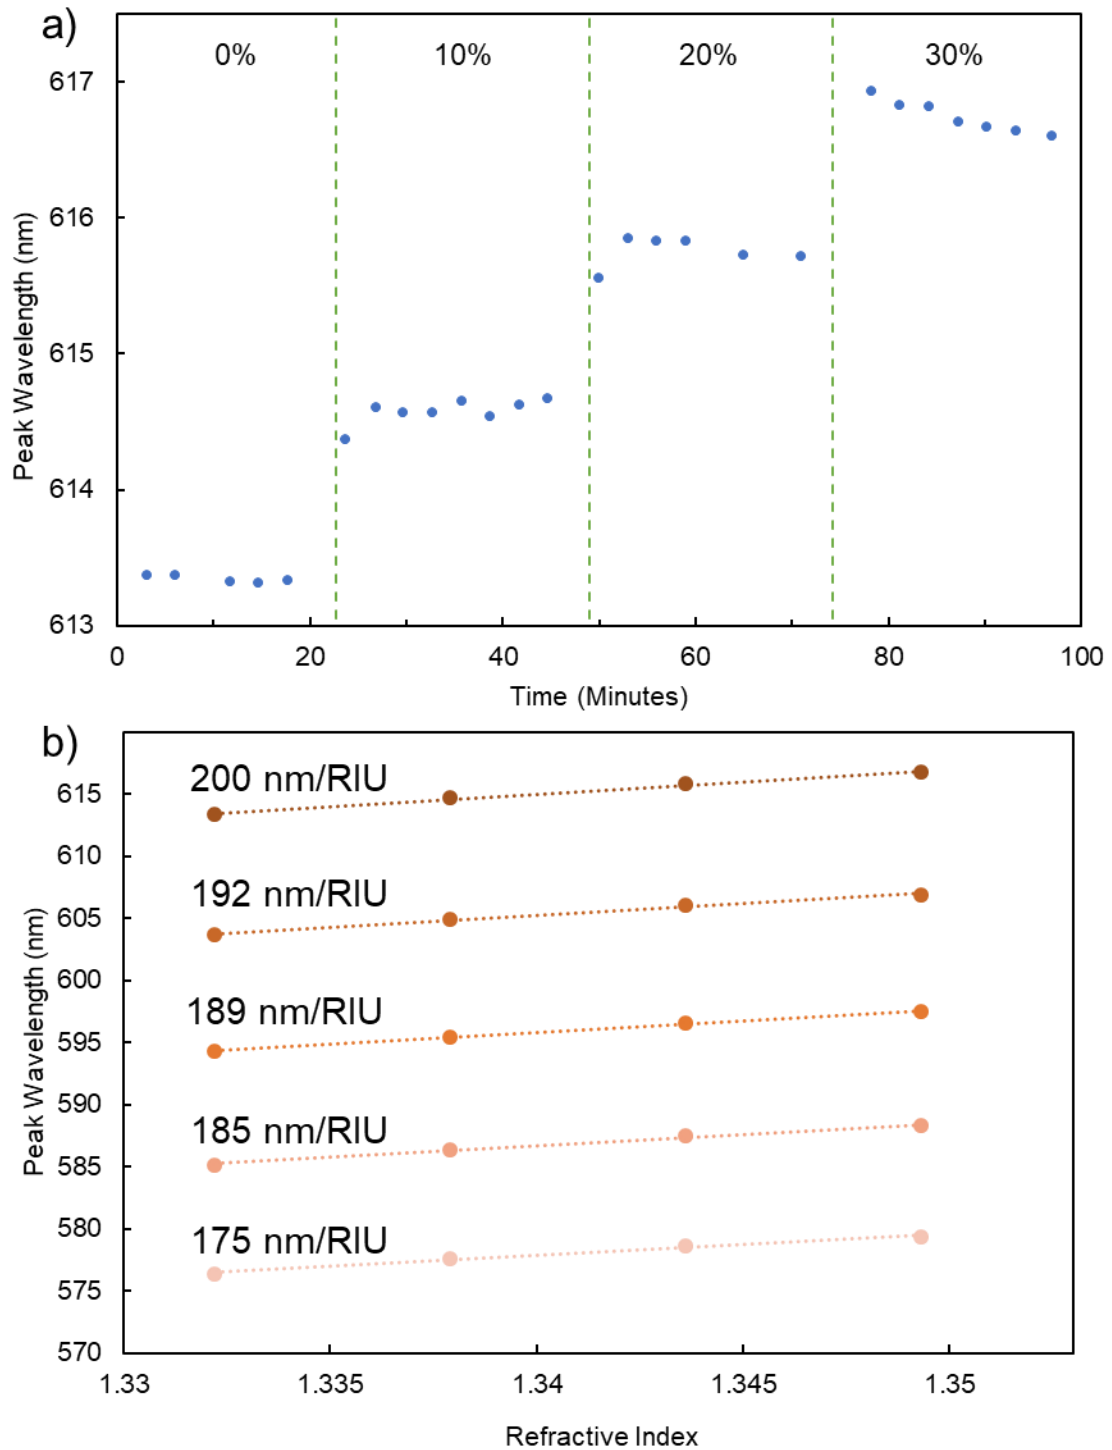 a)
0% 10% 20% 30%
617
616
615
614
613
Peak Wavelength (nm)
0 20 40 60 80 100
Time (Minutes)
b)
200 nm/RIU
192 nm/RIU
189 nm/RIU
185 nm/RIU
175 nm/RIU
615
610
605
600
595
590
585
580
575
570
Peak Wavelength (nm)
1.33 1.335 1.34 1.345 1.35
Refractive Index